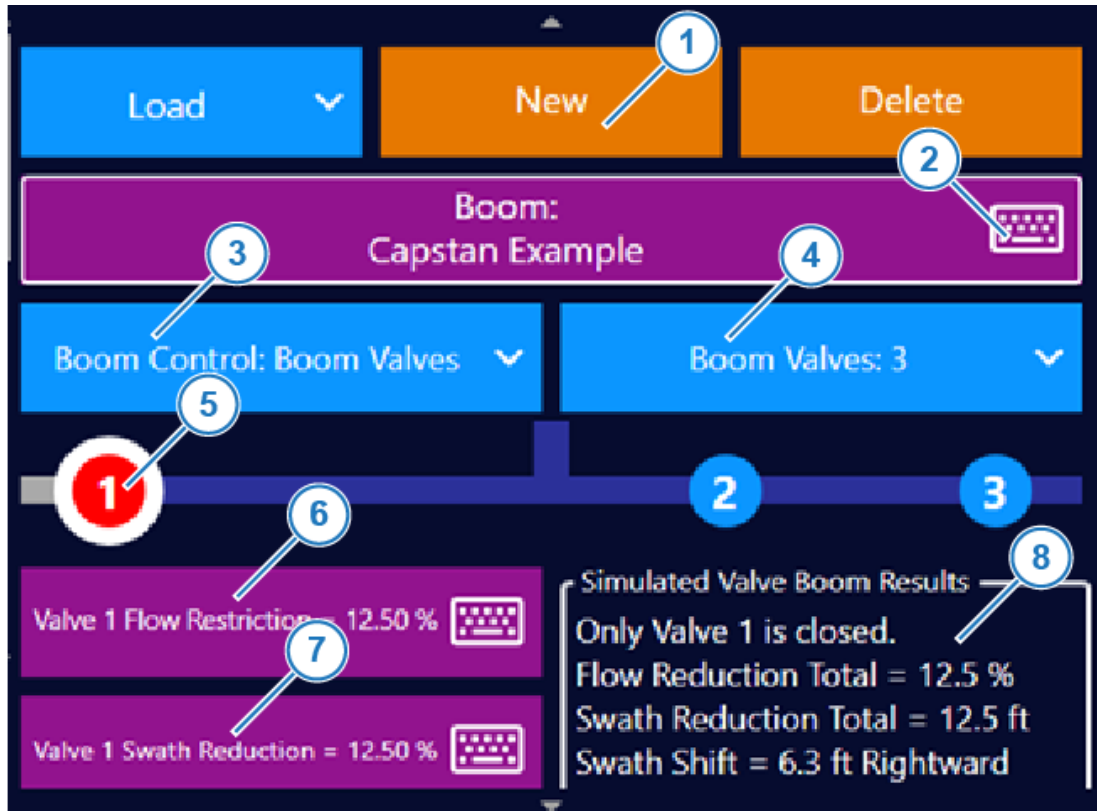 1
Load
New
Delete
2
Boom:
Capstan Example
3
4
Boom Control: Boom Valves
Boom Valves: 3
5
1
2
3
6
Valve 1 Flow Restriction = 12.50 %
7
Valve 1 Swath Reduction = 12.50 %
8
Simulated Valve Boom Results
Only Valve 1 is closed.
Flow Reduction Total = 12.5 %
Swath Reduction Total = 12.5 ft
Swath Shift = 6.3 ft Rightward